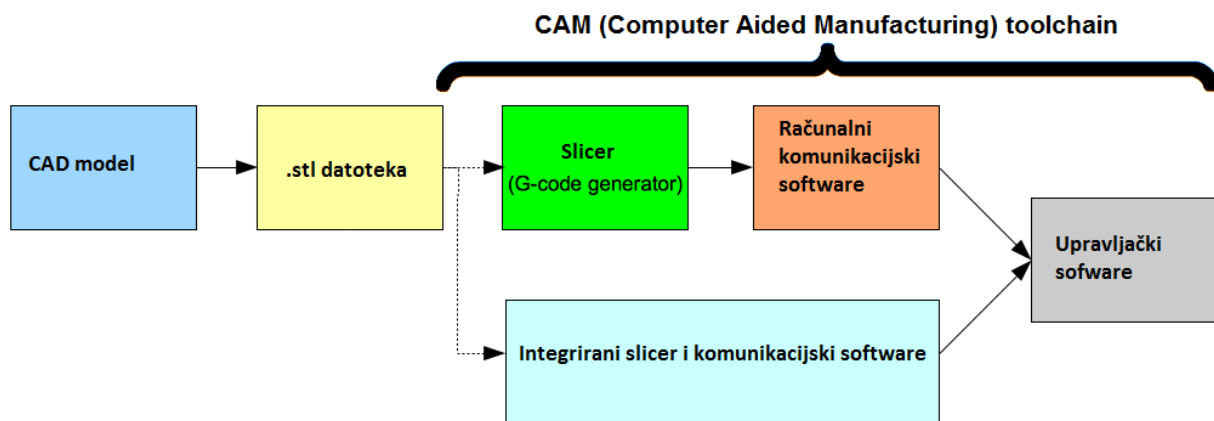 CAM (Computer Aided Manufacturing) toolchain
CAD model
.stl datoteka
Slicer
(G-code generator)
Računalni
komunikacijski
software
Upravljački
sofware
Integrirani slicer i komunikacijski software